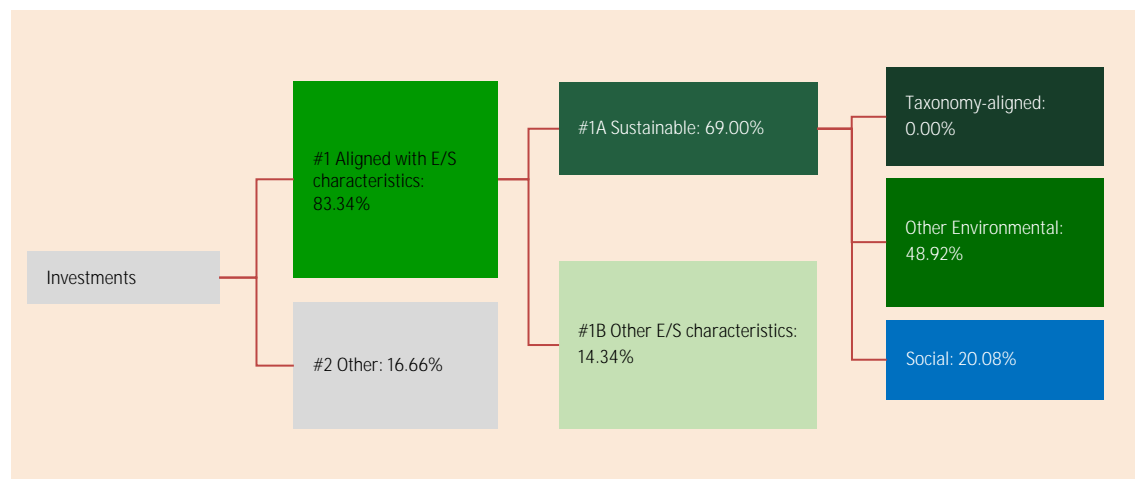 Investments
#1 Aligned with E/S
characteristics:
83.34%
#2 Other: 16.66%
#1A Sustainable: 69.00%
#1B Other E/S characteristics:
14.34%
Taxonomy-aligned:
0.00%
Other Environmental:
48.92%
Social: 20.08%